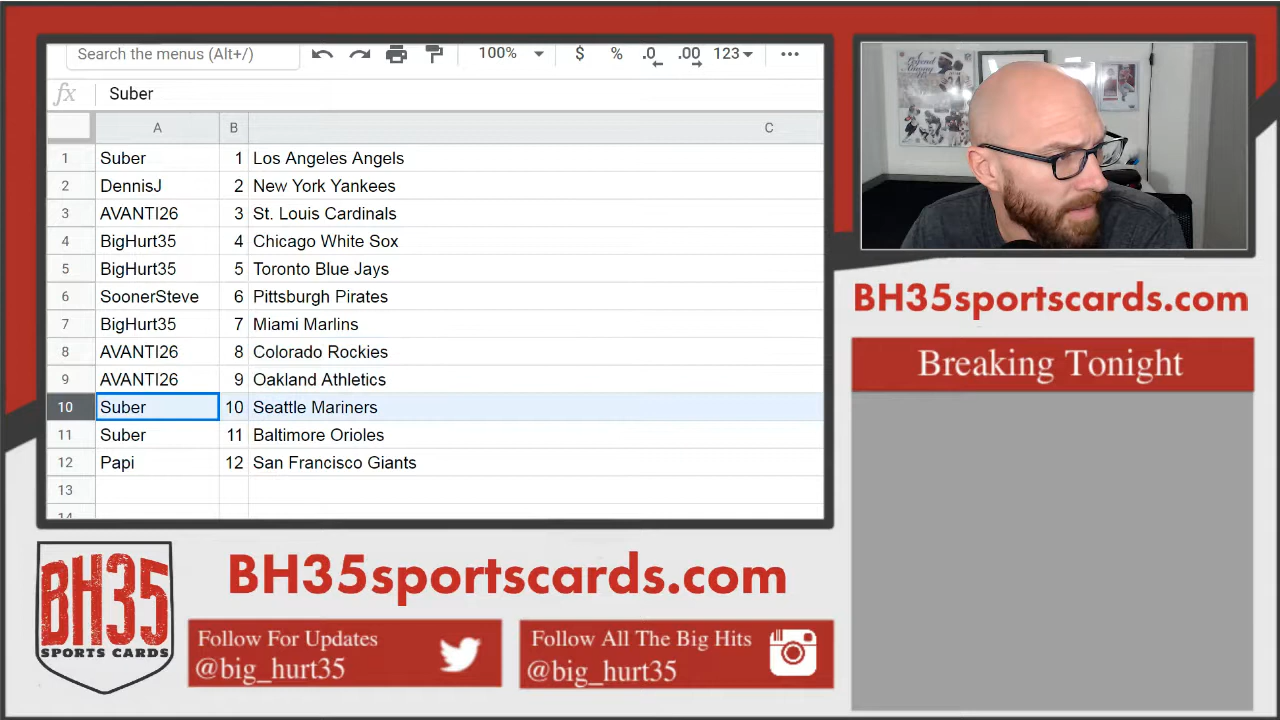 Search the menus (Alt+/)
100%
$ % .0 .00 123
fx Suber
A B C
1 Suber 1 Los Angeles Angels
2 DennisJ 2 New York Yankees
3 AVANTI26 3 St. Louis Cardinals
4 BigHurt35 4 Chicago White Sox
5 BigHurt35 5 Toronto Blue Jays
6 SoonerSteve 6 Pittsburgh Pirates
7 BigHurt35 7 Miami Marlins
8 AVANTI26 8 Colorado Rockies
9 AVANTI26 9 Oakland Athletics
10 Suber 10 Seattle Mariners
11 Suber 11 Baltimore Orioles
12 Papi 12 San Francisco Giants
13
BH35sportscards.com
Breaking Tonight
BH35
SPORTS CARDS
BH35sportscards.com
Follow For Updates
@big_hurt35
Follow All The Big Hits
@big_hurt35